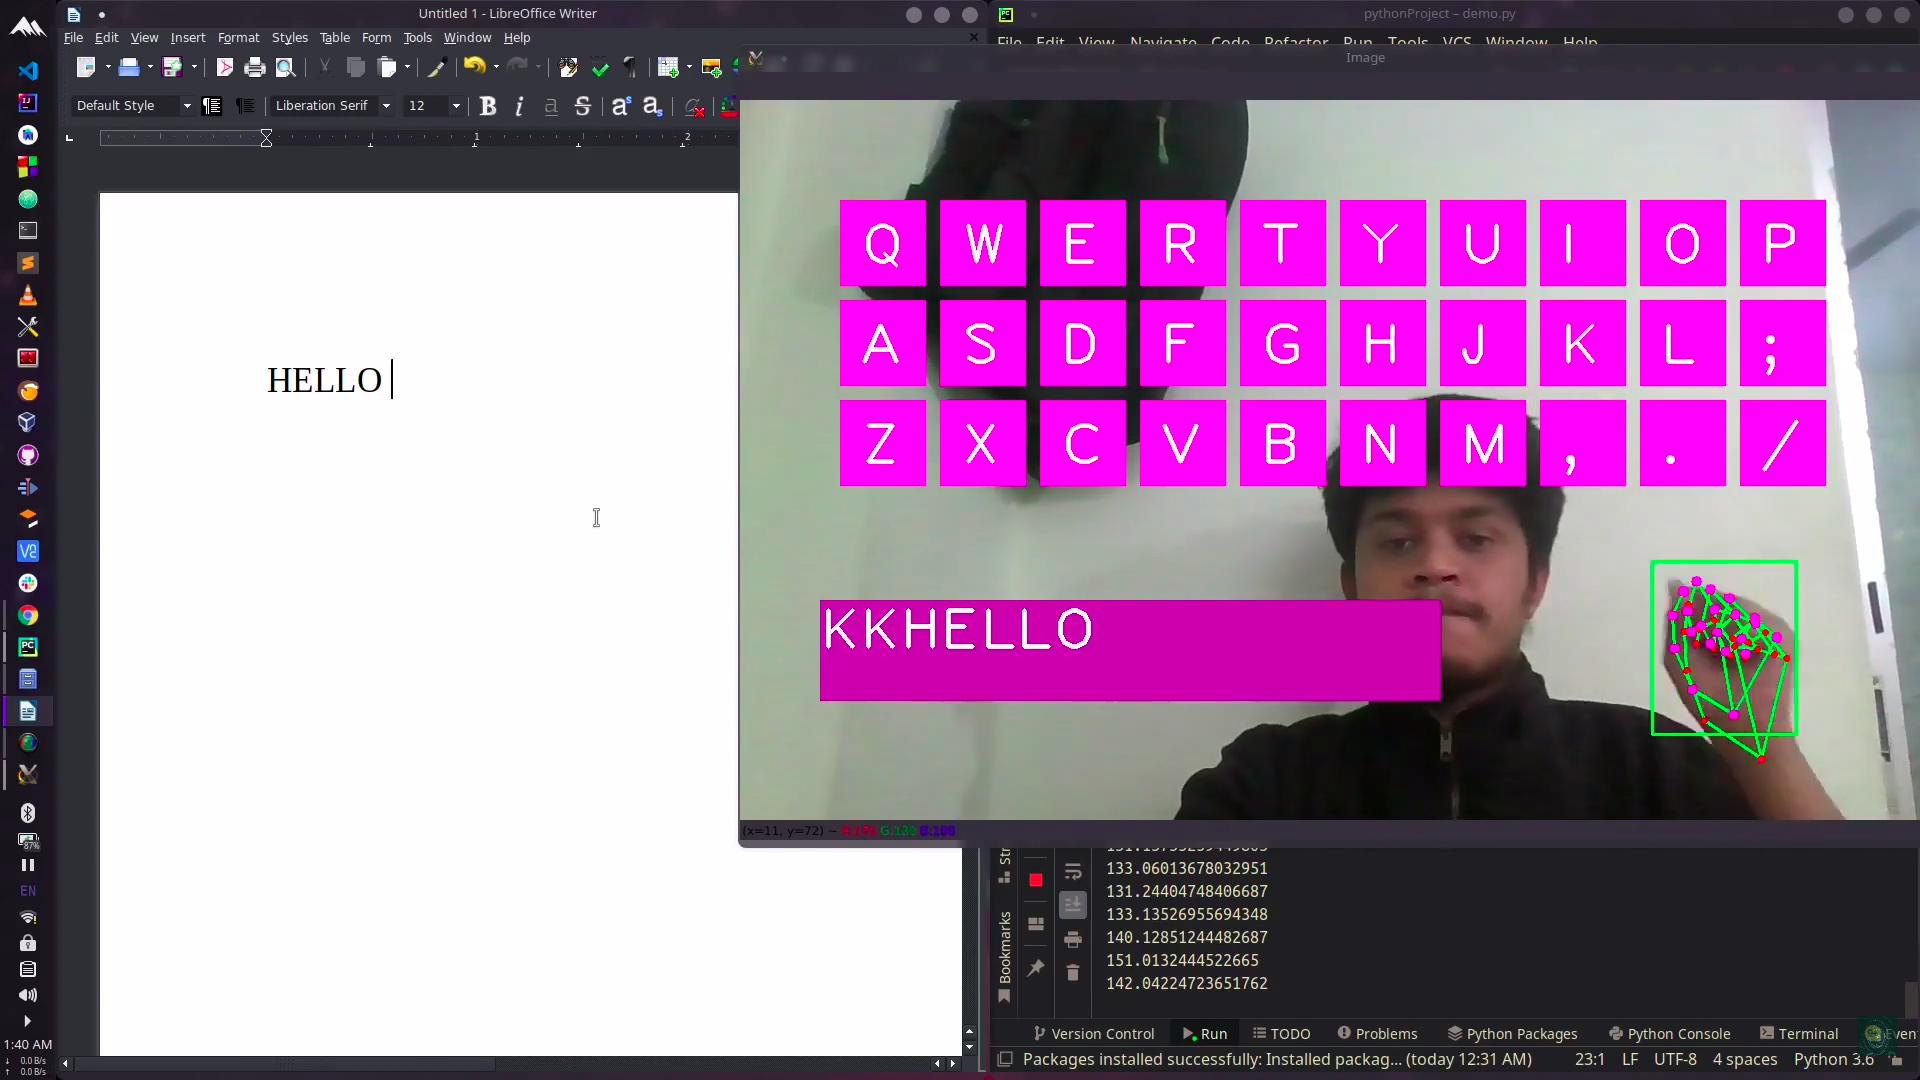 Untitled 1 - LibreOffice Writer
File Edit View Insert Format Styles Table Form Tools Window Help
Default Style
Liberation Serif
12
1
2
HELLO
pythonProject – demo.py
File Edit View Navigate Code Refactor Run Tools VCS Window Help
Image
Q W E R T Y U I O P
A S D F G H J K L ;
Z X C V B N M , . /
KKHELLO
(x=11, y=72) ~
133.06013678032951
131.24404748406687
133.13526955694348
140.12851244482687
151.0132444522665
142.04224723651762
Bookmarks
Version Control Run TODO Problems Python Packages Python Console Terminal
Packages installed successfully: Installed packag... (today 12:31 AM) 23:1 LF UTF-8 4 spaces Python 3.6
87%
EN
1:40 AM
0.0 B/s
0.0 B/s